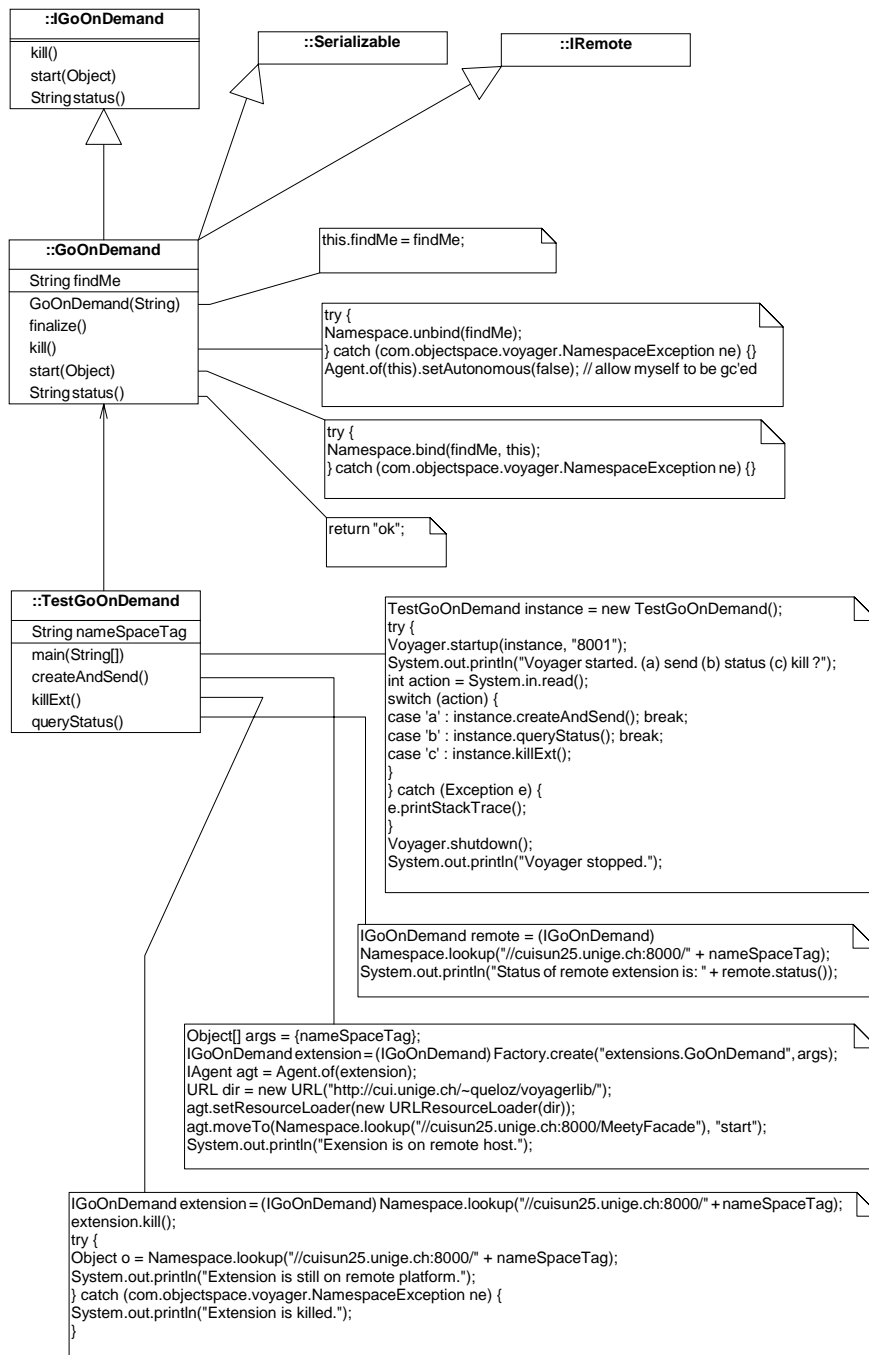 ::IGoOnDemand
kill()
start(Object)
String status()
::Serializable
::IRemote
::GoOnDemand
String findMe
GoOnDemand(String)
finalize()
kill()
start(Object)
String status()
this.findMe = findMe;
try {
Namespace.unbind(findMe);
} catch (com.objectspace.voyager.NamespaceException ne) {}
Agent.of(this).setAutonomous(false); // allow myself to be gc'ed
try {
Namespace.bind(findMe, this);
} catch (com.objectspace.voyager.NamespaceException ne) {}
return "ok";
::TestGoOnDemand
String nameSpaceTag
main(String[])
createAndSend()
killExt()
queryStatus()
TestGoOnDemand instance = new TestGoOnDemand();
try {
Voyager.startup(instance, "8001");
System.out.println("Voyager started. (a) send (b) status (c) kill ?");
int action = System.in.read();
switch (action) {
case 'a' : instance.createAndSend(); break;
case 'b' : instance.queryStatus(); break;
case 'c' : instance.killExt();
}
} catch (Exception e) {
e.printStackTrace();
}
Voyager.shutdown();
System.out.println("Voyager stopped.");
IGoOnDemand remote = (IGoOnDemand)
Namespace.lookup("//cuisun25.unige.ch:8000/" + nameSpaceTag);
System.out.println("Status of remote extension is: " + remote.status());
Object[] args = {nameSpaceTag};
IGoOnDemand extension = (IGoOnDemand) Factory.create("extensions.GoOnDemand", args);
IAgent agt = Agent.of(extension);
URL dir = new URL("http://cui.unige.ch/~queloz/voyagerlib/");
agt.setResourceLoader(new URLResourceLoader(dir));
agt.moveTo(Namespace.lookup("//cuisun25.unige.ch:8000/MeetyFacade"), "start");
System.out.println("Exension is on remote host.");
IGoOnDemand extension = (IGoOnDemand) Namespace.lookup("//cuisun25.unige.ch:8000/" + nameSpaceTag);
extension.kill();
try {
Object o = Namespace.lookup("//cuisun25.unige.ch:8000/" + nameSpaceTag);
System.out.println("Extension is still on remote platform.");
} catch (com.objectspace.voyager.NamespaceException ne) {
System.out.println("Extension is killed.");
}